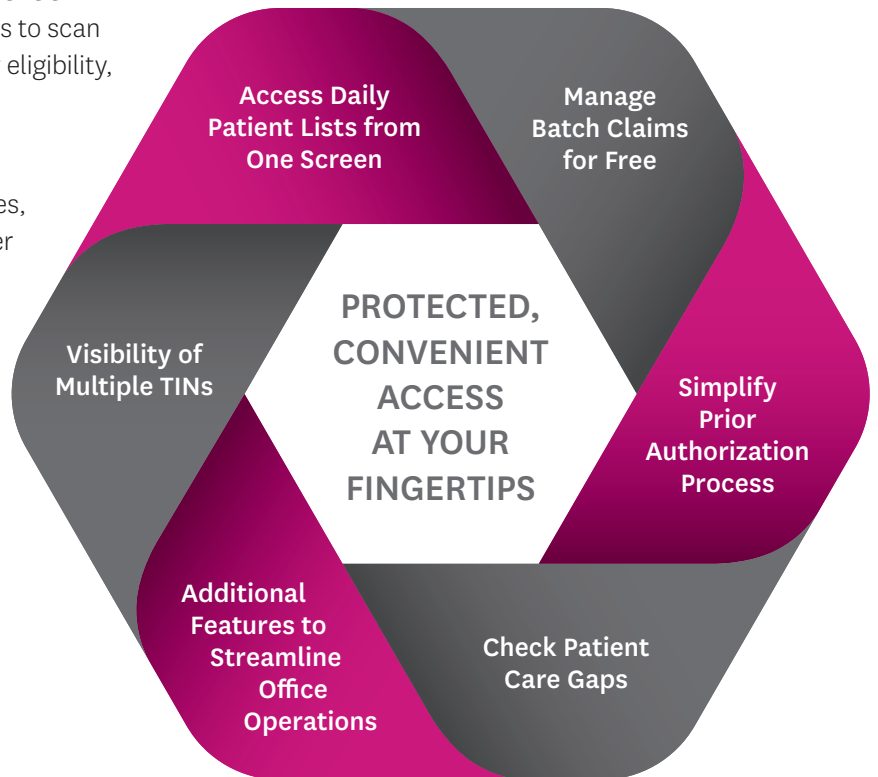 s to scan
eligibility,
es,
er
Access Daily
Patient Lists from
One Screen
Manage
Batch Claims
for Free
Simplify
Prior
Authorization
Process
Check Patient
Care Gaps
Additional
Features to
Streamline
Office
Operations
Visibility of
Multiple TINs
PROTECTED,
CONVENIENT
ACCESS
AT YOUR
FINGERTIPS